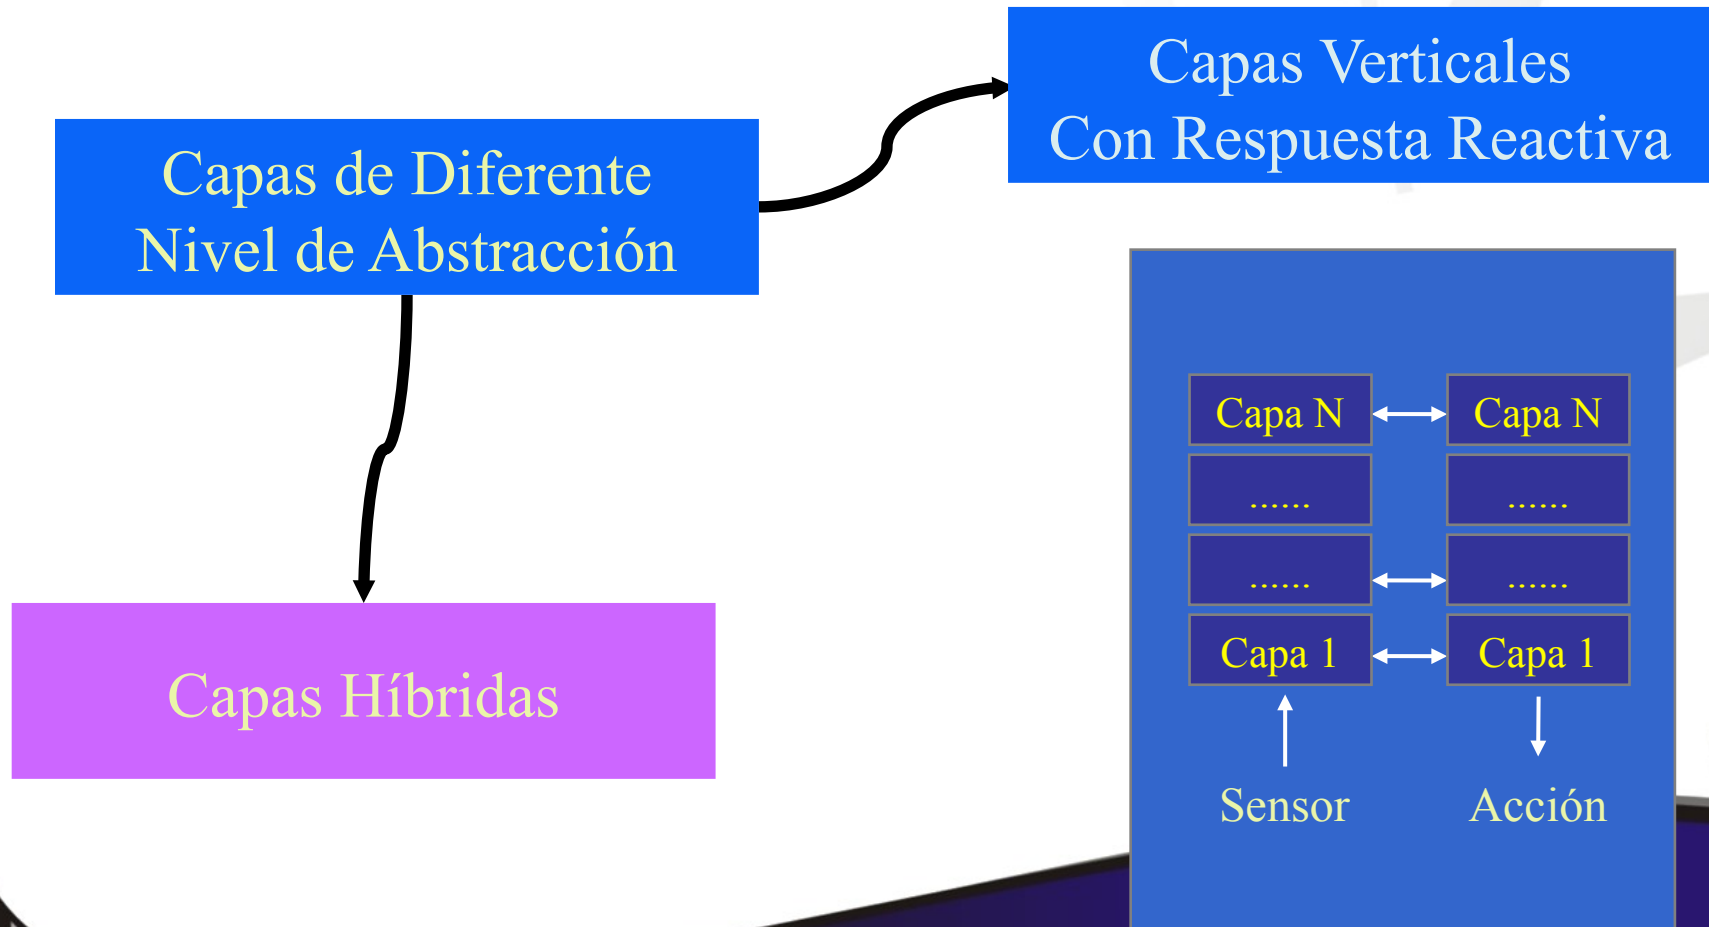 Capas Verticales
Con Respuesta Reactiva
Capas de Diferente
Nivel de Abstracción
Capas Híbridas
Capa N
Capa N
......
......
......
......
Capa 1
Capa 1
Sensor
Acción